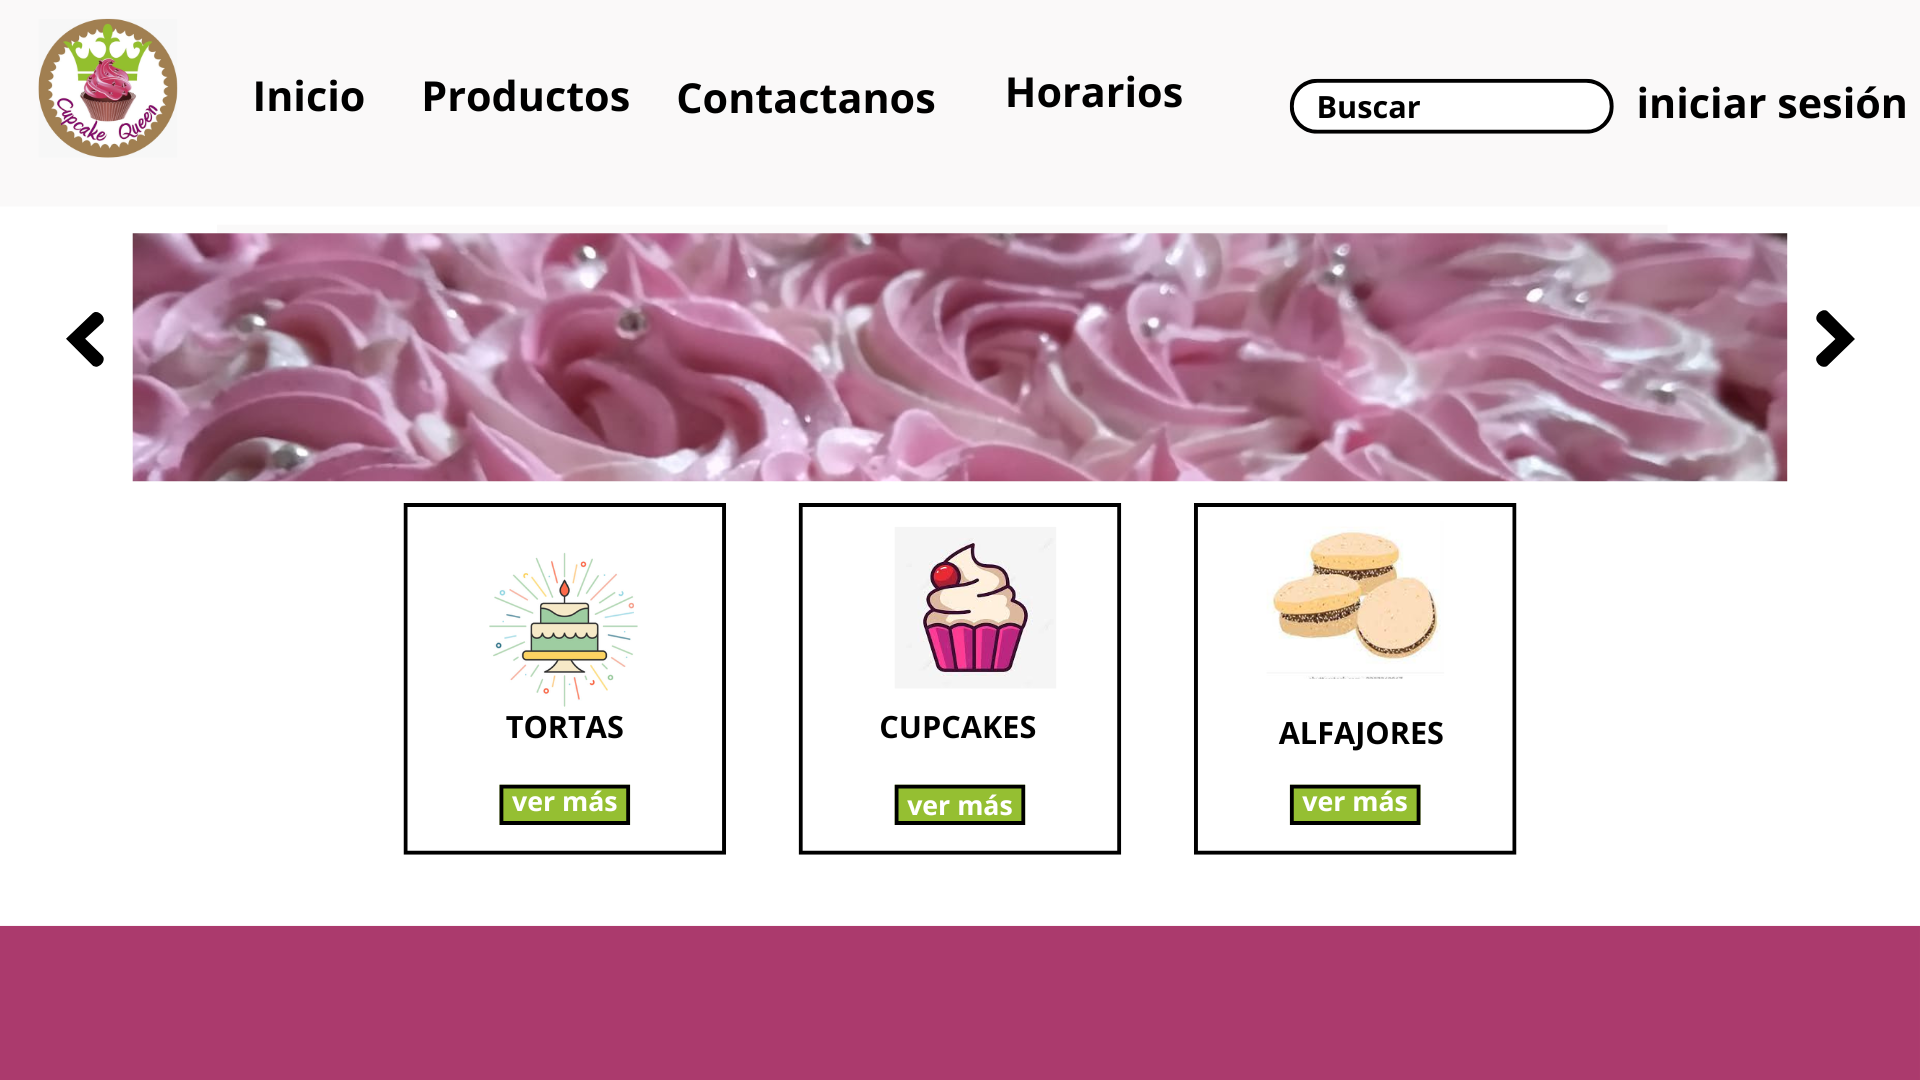 Cupcake Queen
Inicio
Productos
Contactanos
Horarios
Buscar
iniciar sesión
TORTAS
CUPCAKES
ALFAJORES
ver más
ver más
ver más